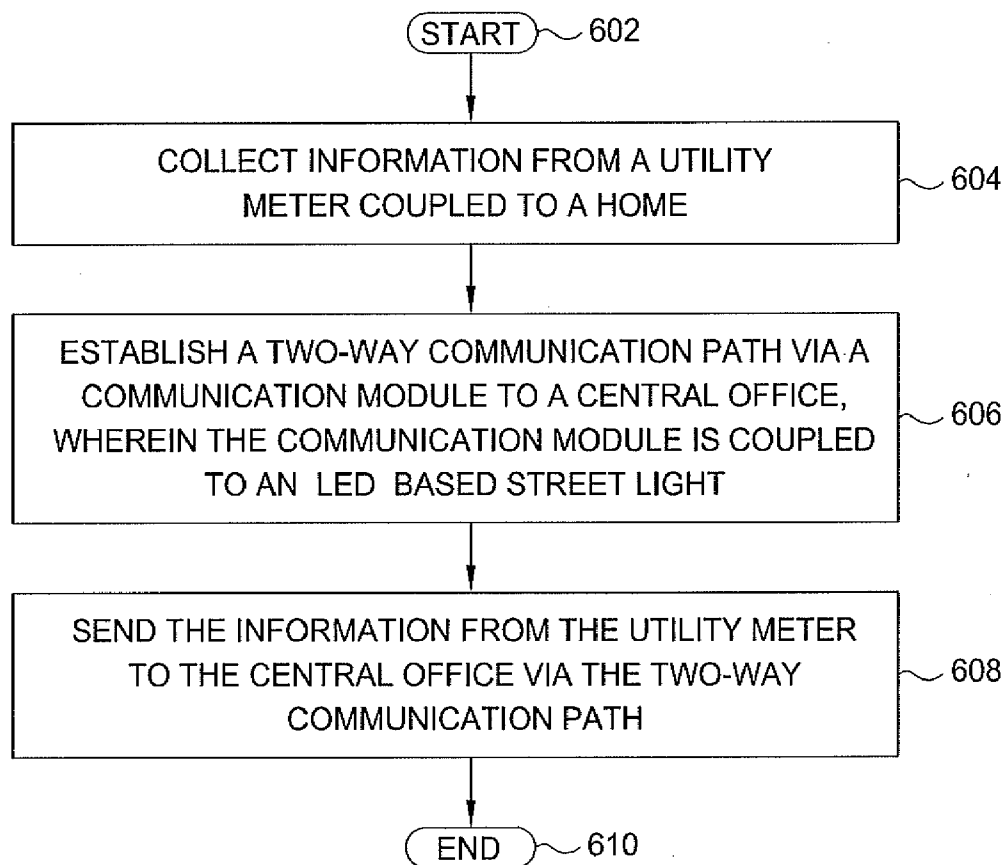 START 602
COLLECT INFORMATION FROM A UTILITY
METER COUPLED TO A HOME
604
ESTABLISH A TWO-WAY COMMUNICATION PATH VIA A
COMMUNICATION MODULE TO A CENTRAL OFFICE,
WHEREIN THE COMMUNICATION MODULE IS COUPLED
TO AN LED BASED STREET LIGHT
606
SEND THE INFORMATION FROM THE UTILITY METER
TO THE CENTRAL OFFICE VIA THE TWO-WAY
COMMUNICATION PATH
608
END 610